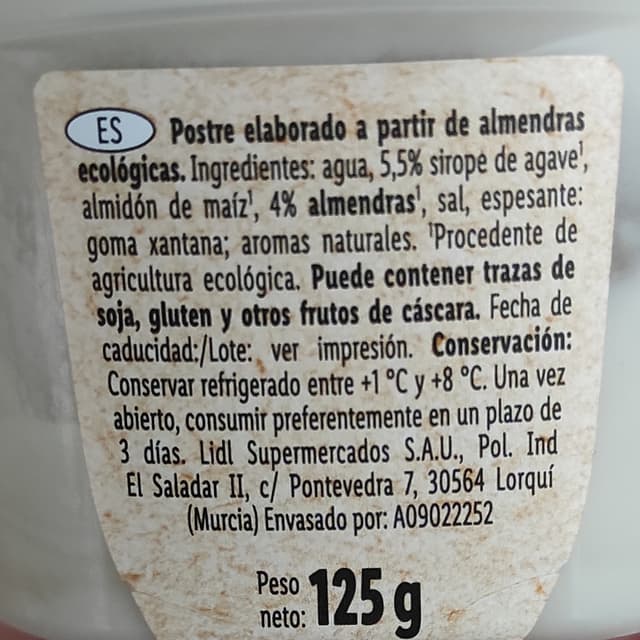 ES Postre elaborado a partir de almendras
ecológicas. Ingredientes: agua, 5,5% sirope de agave¹,
almidón de maíz¹, 4% almendras¹, sal, espesante:
goma xantana; aromas naturales. ¹Procedente de
agricultura ecológica. Puede contener trazas de
soja, gluten y otros frutos de cáscara. Fecha de
caducidad:/Lote: ver impresión. Conservación:
Conservar refrigerado entre +1 °C y +8 °C. Una vez
abierto, consumir preferentemente en un plazo de
3 días. Lidl Supermercados S.A.U., Pol. Ind
El Saladar II, c/ Pontevedra 7, 30564 Lorquí
(Murcia) Envasado por: A09022252
Peso
neto: 125 g